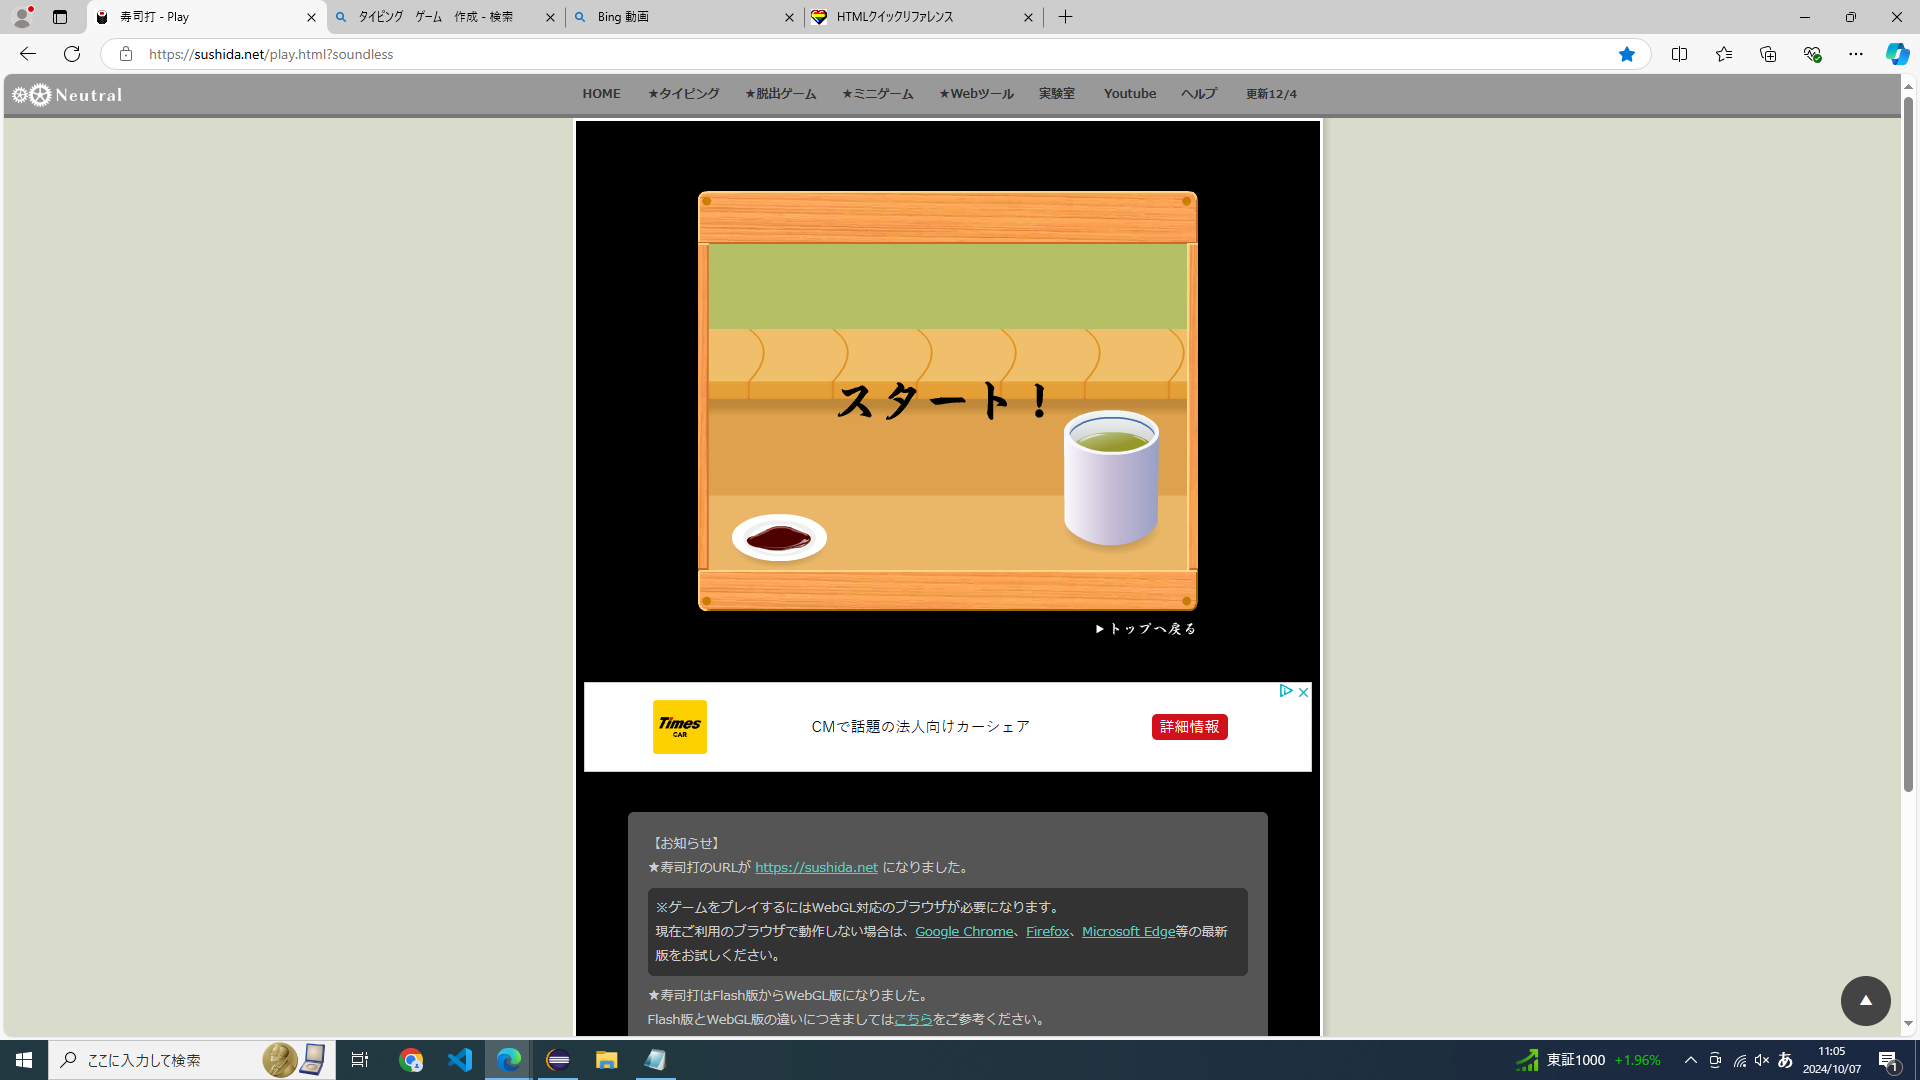 寿司打 - Play
タイピング　ゲーム　作成 - 検索
Bing 動画
HTMLクイックリファレンス
https://sushida.net/play.html?soundless
Neutral
HOME
★タイピング
★脱出ゲーム
★ミニゲーム
★Webツール
実験室
Youtube
ヘルプ
更新12/4
スタート！
▶トップへ戻る
Times
CAR
CMで話題の法人向けカーシェア
詳細情報
【お知らせ】
★寿司打のURLが https://sushida.net になりました。
※ゲームをプレイするにはWebGL対応のブラウザが必要になります。
現在ご利用のブラウザで動作しない場合は、Google Chrome、Firefox、Microsoft Edge等の最新
版をお試しください。
★寿司打はFlash版からWebGL版になりました。
Flash版とWebGL版の違いにつきましてはこちらをご参考ください。
ここに入力して検索
東証1000 +1.96%
あ
11:05
2024/10/07
1